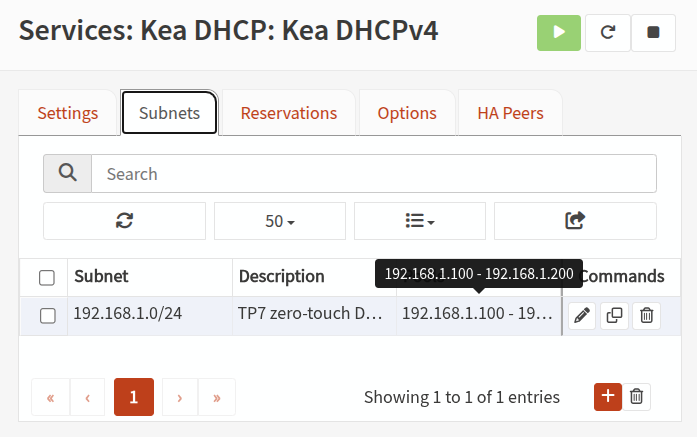 Services: Kea DHCP: Kea DHCPv4
Settings
Subnets
Reservations
Options
HA Peers
Search
50
192.168.1.100 - 192.168.1.200
Subnet
Description
Commands
192.168.1.0/24
TP7 zero-touch D...
192.168.1.100 - 19...
«
‹
1
›
»
Showing 1 to 1 of 1 entries